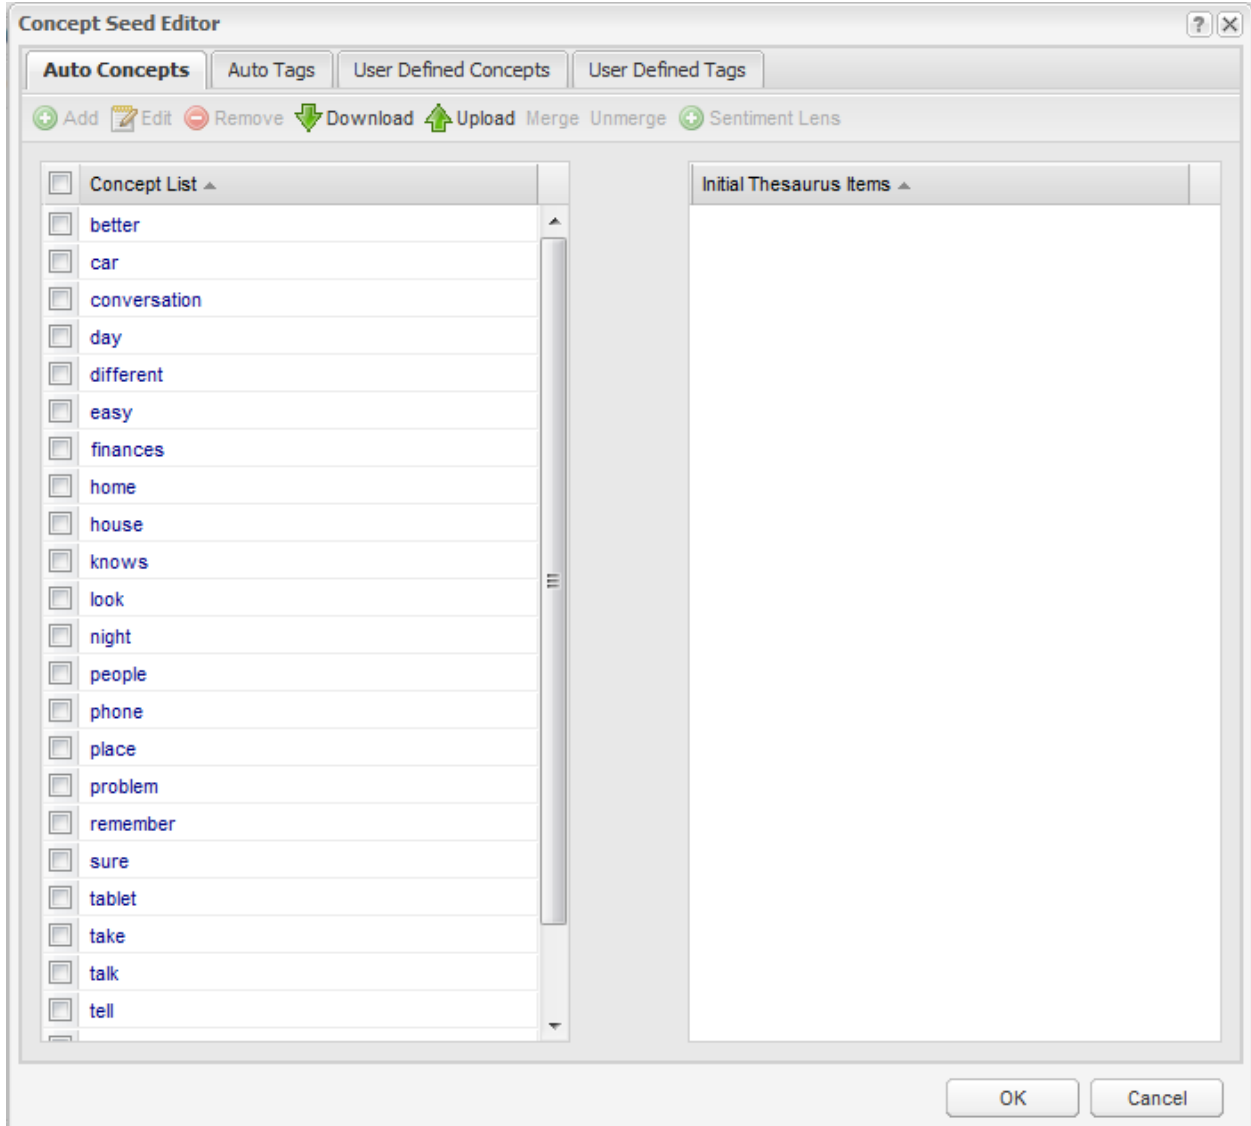 Concept Seed Editor
Auto Concepts Auto Tags User Defined Concepts User Defined Tags
Add Edit Remove Download Upload Merge Unmerge Sentiment Lens
Concept List Initial Thesaurus Items
better
car
conversation
day
different
easy
finances
home
house
knows
look
night
people
phone
place
problem
remember
sure
tablet
take
talk
tell
OK Cancel